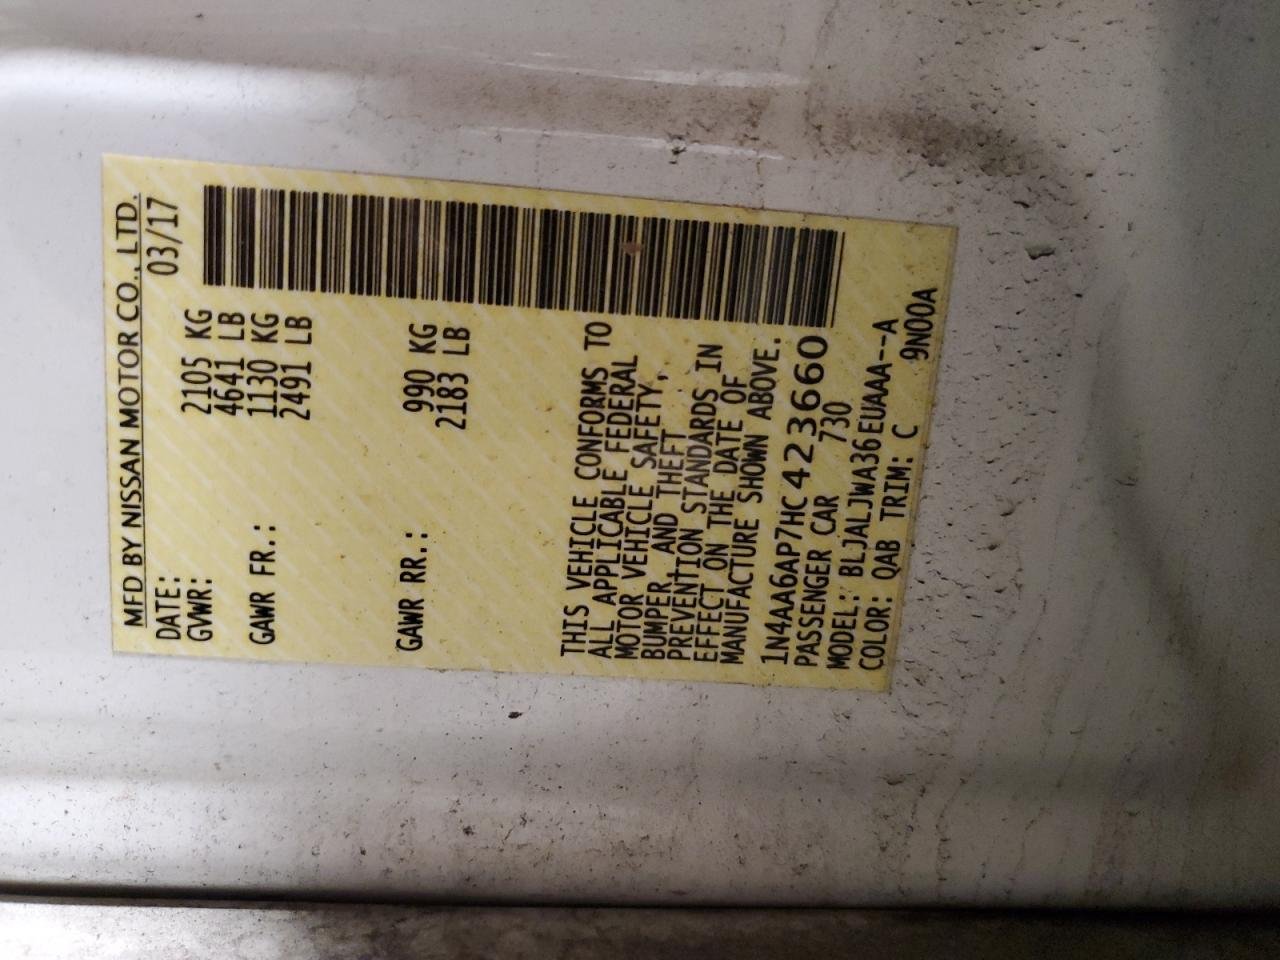 MFD BY NISSAN MOTOR CO., LTD.
DATE: 03/17
GVWR: 2105 KG
4641 LB
GAWR FR.: 1130 KG
2491 LB
GAWR RR.: 990 KG
2183 LB
THIS VEHICLE CONFORMS TO
ALL APPLICABLE FEDERAL
MOTOR VEHICLE SAFETY,
BUMPER, AND THEFT
PREVENTION STANDARDS IN
EFFECT ON THE DATE OF
MANUFACTURE SHOWN ABOVE.
1N4AA6AP7HC423660
PASSENGER CAR 730
MODEL: BLJALJWA36EUAAA--A
COLOR: QAB TRIM: C 9N00A